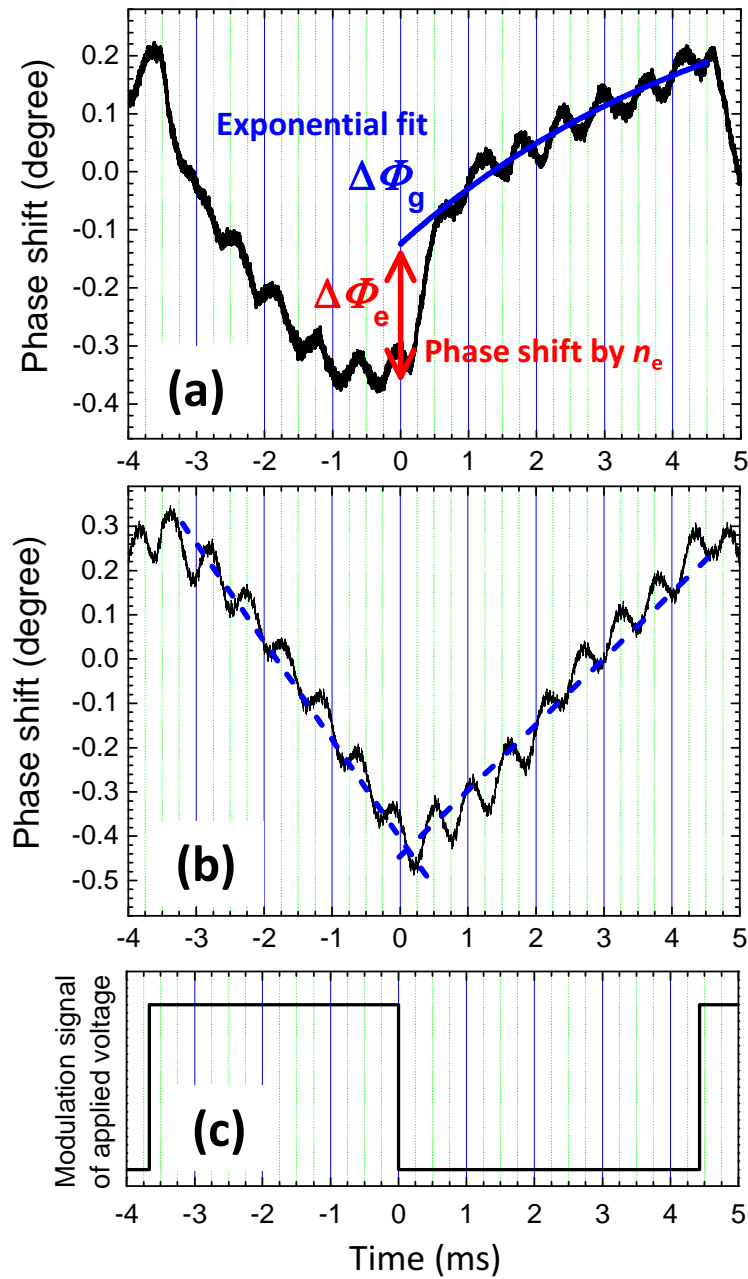 Phase shift (degree)
0.2
0.1
0.0
-0.1
-0.2
-0.3
-0.4
Exponential fit
ΔΦg
ΔΦe
Phase shift by ne
(a)
-4 -3 -2 -1 0 1 2 3 4 5
Phase shift (degree)
0.3
0.2
0.1
0.0
-0.1
-0.2
-0.3
-0.4
-0.5
(b)
-4 -3 -2 -1 0 1 2 3 4 5
Modulation signal
of applied voltage
(c)
-4 -3 -2 -1 0 1 2 3 4 5
Time (ms)